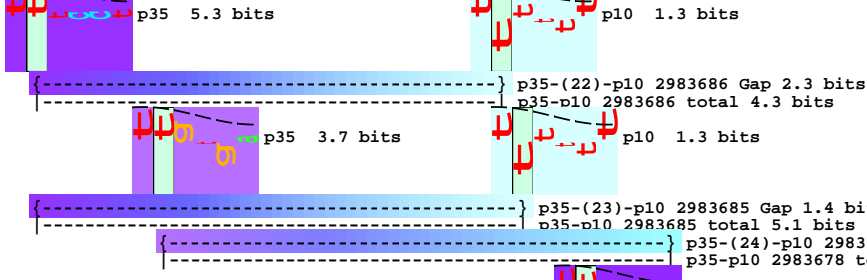 p35 5.3 bits p10 1.3 bits
{---------------------------------------------} p35-(22)-p10 2983686 Gap 2.3 bits
p35-p10 2983686 total 4.3 bits
p35 3.7 bits p10 1.3 bits
{-----------------------------------------------} p35-(23)-p10 2983685 Gap 1.4 bi
p35-p10 2983685 total 5.1 bits
{-------------------------------------------------} p35-(24)-p10 2983
p35-p10 2983678 t